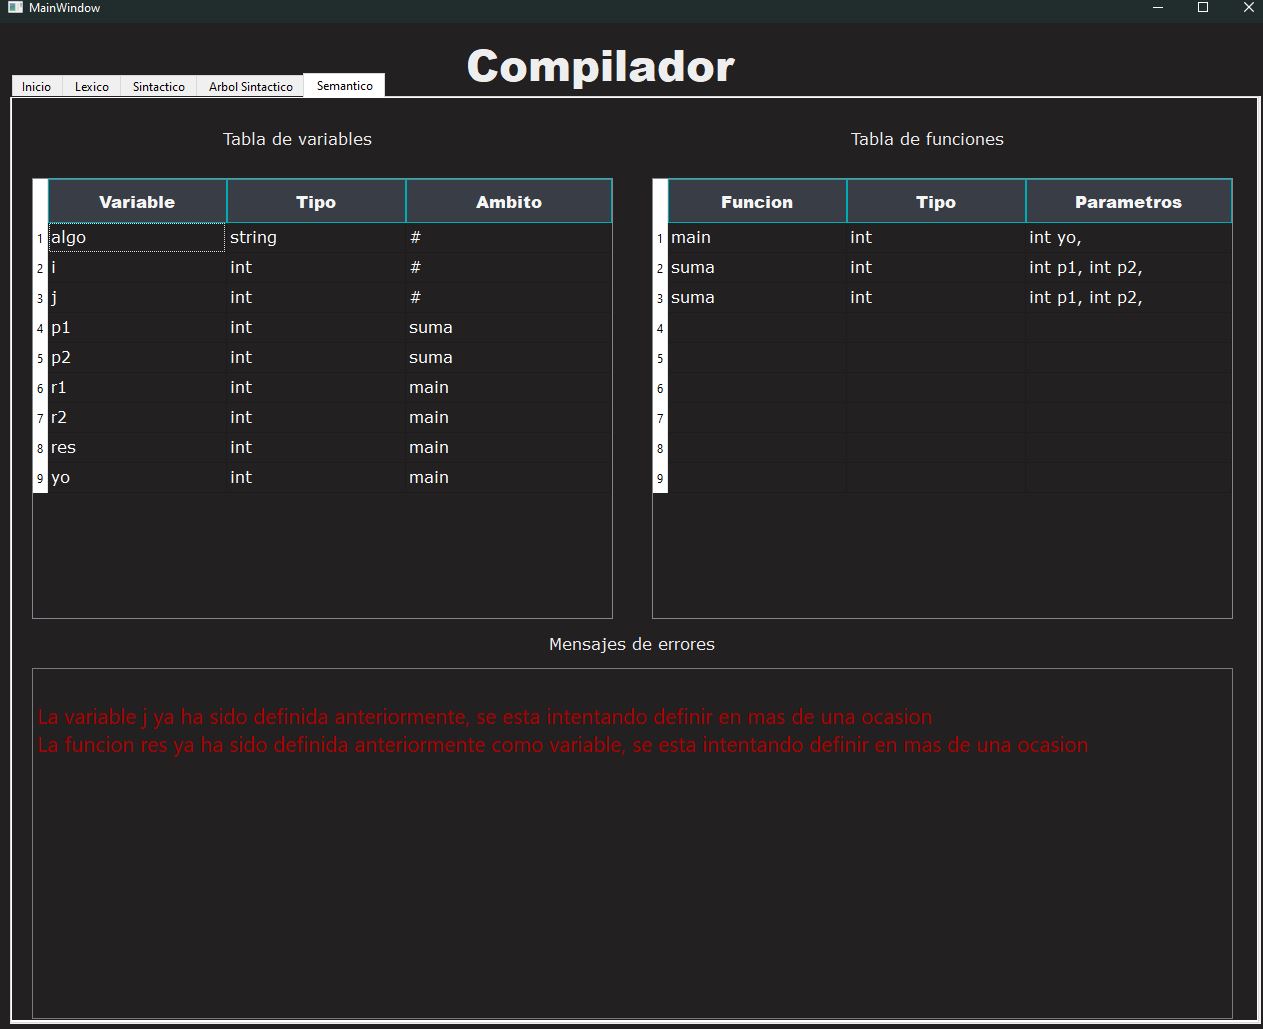 MainWindow
Compilador
Inicio Lexico Sintactico Arbol Sintactico Semantico
Tabla de variables Tabla de funciones
Variable Tipo Ambito Funcion Tipo Parametros
1 algo string # 1 main int int yo,
2 i int # 2 suma int int p1, int p2,
3 j int # 3 suma int int p1, int p2,
4 p1 int suma 4
5 p2 int suma 5
6 r1 int main 6
7 r2 int main 7
8 res int main 8
9 yo int main 9
Mensajes de errores
La variable j ya ha sido definida anteriormente, se esta intentando definir en mas de una ocasion
La funcion res ya ha sido definida anteriormente como variable, se esta intentando definir en mas de una ocasion